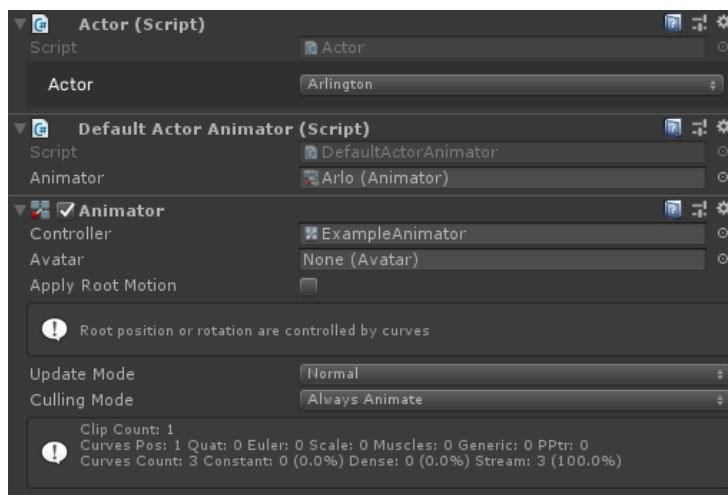 Actor (Script)
Script Actor
Actor Arlington
Default Actor Animator (Script)
Script DefaultActorAnimator
Animator Arlo (Animator)
Animator
Controller ExampleAnimator
Avatar None (Avatar)
Apply Root Motion
Root position or rotation are controlled by curves
Update Mode Normal
Culling Mode Always Animate
Clip Count: 1
Curves Pos: 1 Quat: 0 Euler: 0 Scale: 0 Muscles: 0 Generic: 0 PPtr: 0
Curves Count: 3 Constant: 0 (0.0%) Dense: 0 (0.0%) Stream: 3 (100.0%)